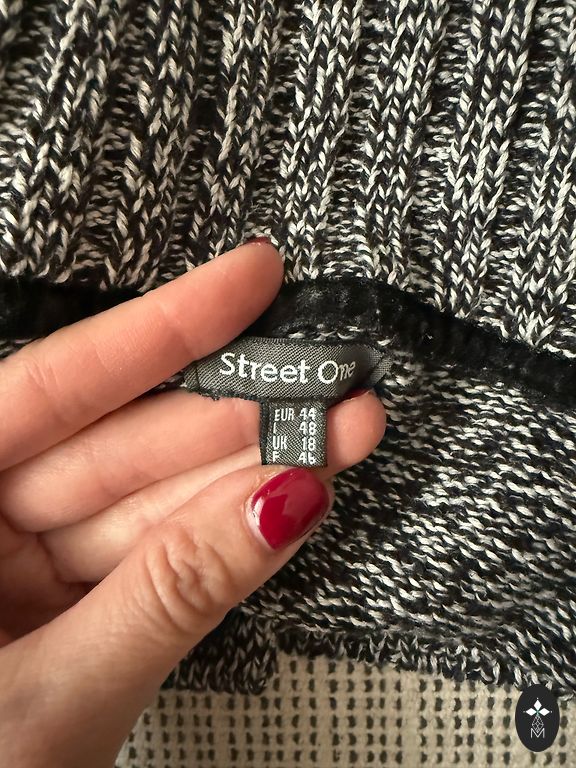 Street One
EUR 44
I 48
UK 18
F 46